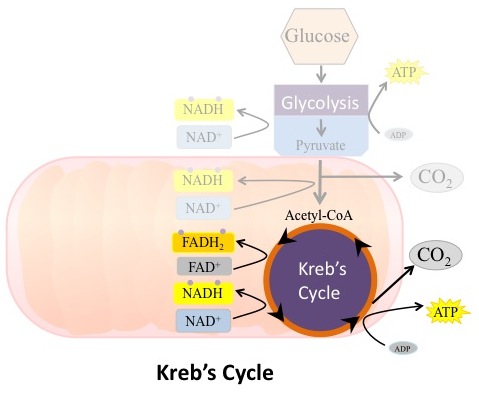 Glucose
ATP
Glycolysis
NADH
NAD⁺
ADP
Pyruvate
NADH
CO₂
NAD⁺
Acetyl-CoA
FADH₂
FAD⁺
Kreb's
Cycle
CO₂
NADH
NAD⁺
ATP
ADP
Kreb's Cycle